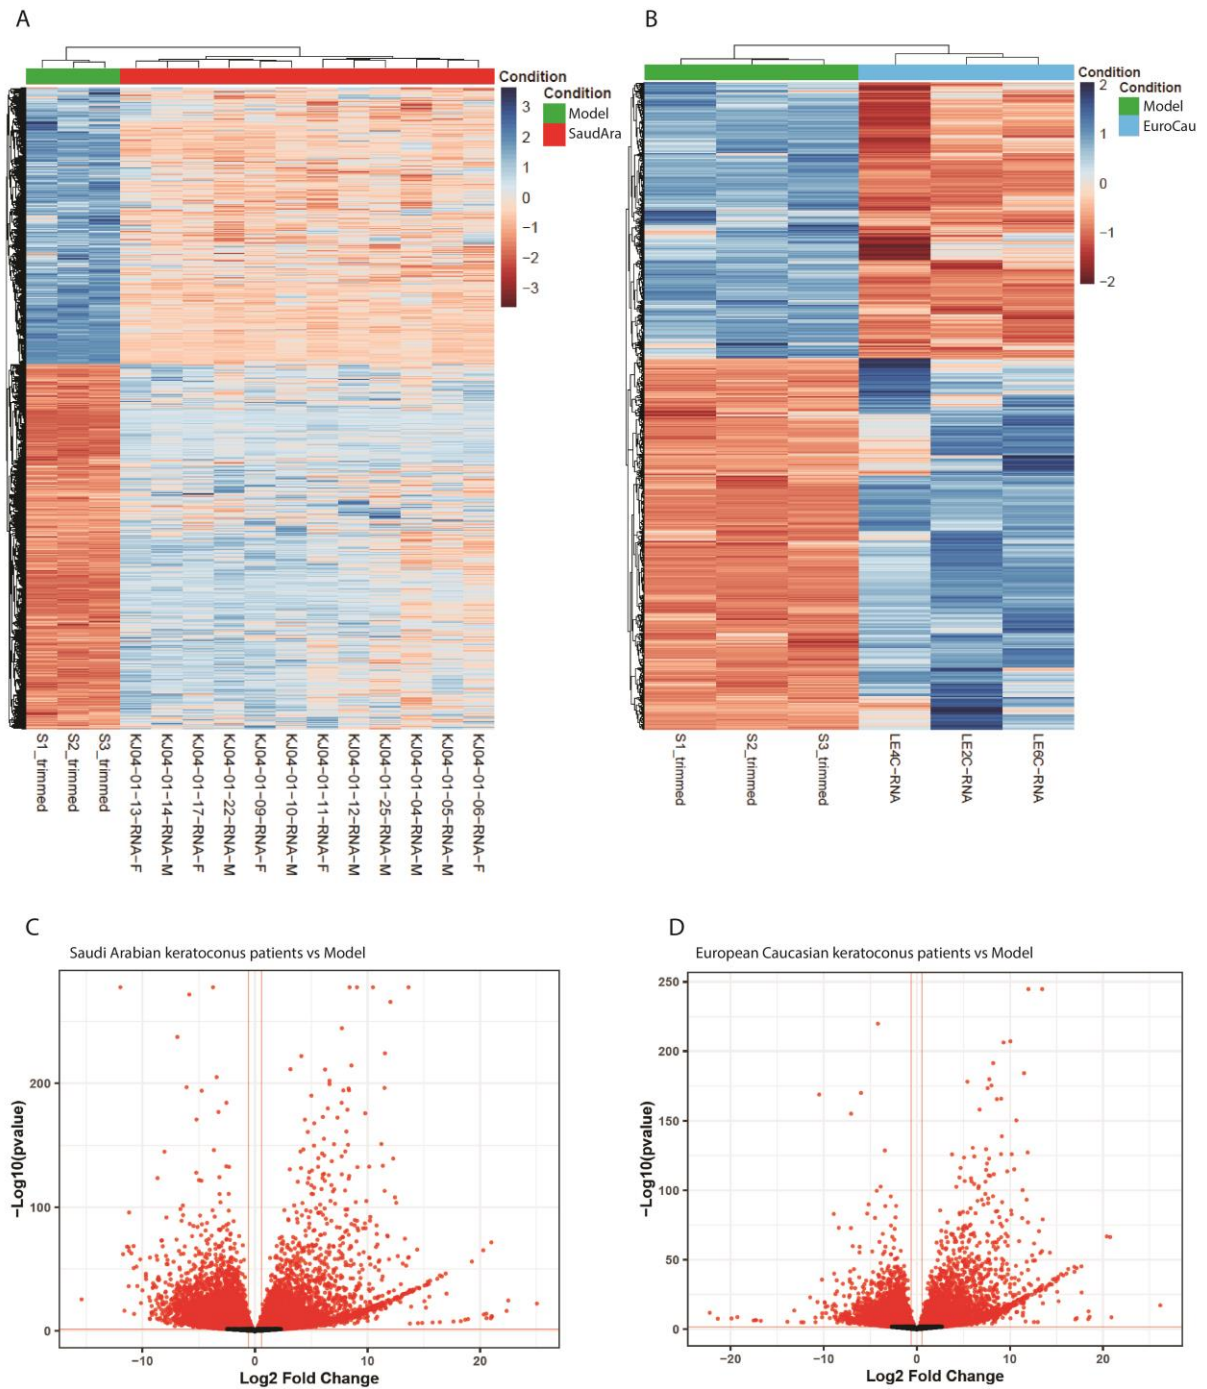 A
B
Condition
Condition
Model
SaudAra
3
2
1
0
−1
−2
−3
Condition
Condition
Model
EuroCau
2
1
0
−1
−2
S1_trimmed
S2_trimmed
S3_trimmed
KJ04−01−13−RNA−F
KJ04−01−14−RNA−M
KJ04−01−17−RNA−F
KJ04−01−22−RNA−M
KJ04−01−09−RNA−F
KJ04−01−10−RNA−M
KJ04−01−11−RNA−F
KJ04−01−12−RNA−M
KJ04−01−25−RNA−M
KJ04−01−04−RNA−M
KJ04−01−05−RNA−M
KJ04−01−06−RNA−F
S1_trimmed
S2_trimmed
S3_trimmed
LE4C−RNA
LE2C−RNA
LE6C−RNA
C
D
Saudi Arabian keratoconus patients vs Model
European Caucasian keratoconus patients vs Model
−Log10(pvalue)
200
100
0
−10
0
10
20
Log2 Fold Change
−Log10(pvalue)
250
200
150
100
50
0
−20
−10
0
10
20
Log2 Fold Change